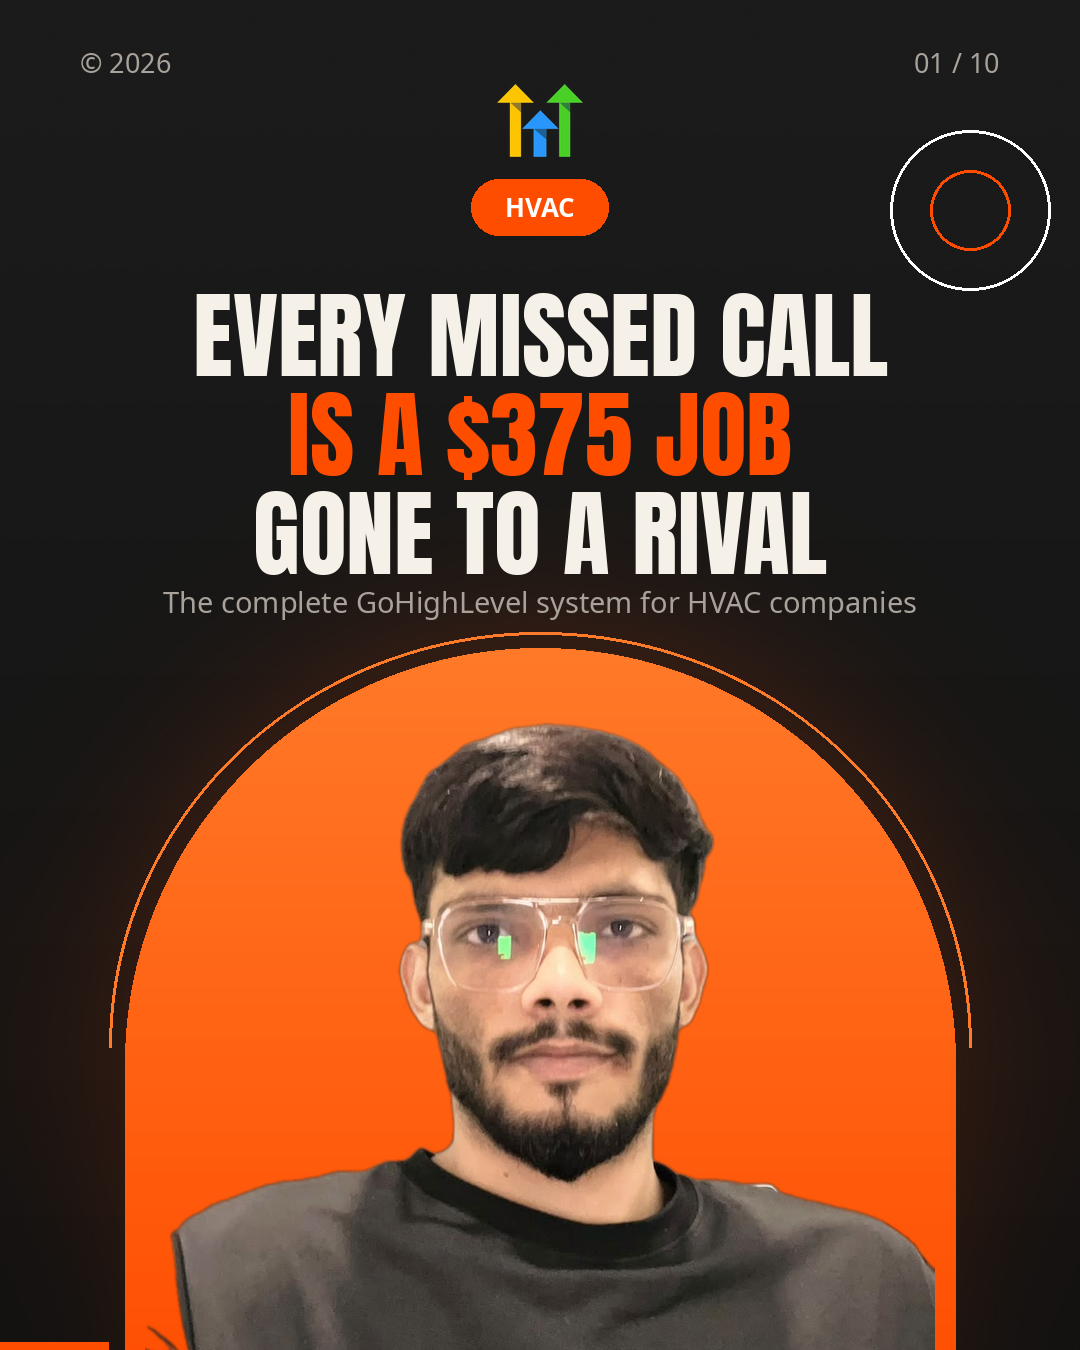 © 2026
01 / 10
HVAC
EVERY MISSED CALL
IS A $375 JOB
GONE TO A RIVAL
The complete GoHighLevel system for HVAC companies